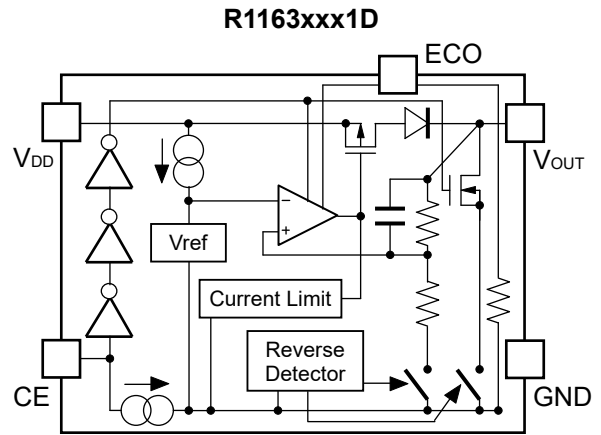 R1163xxx1D
ECO
VDD
VOUT
Vref
−
+
Current Limit
Reverse
Detector
CE
GND